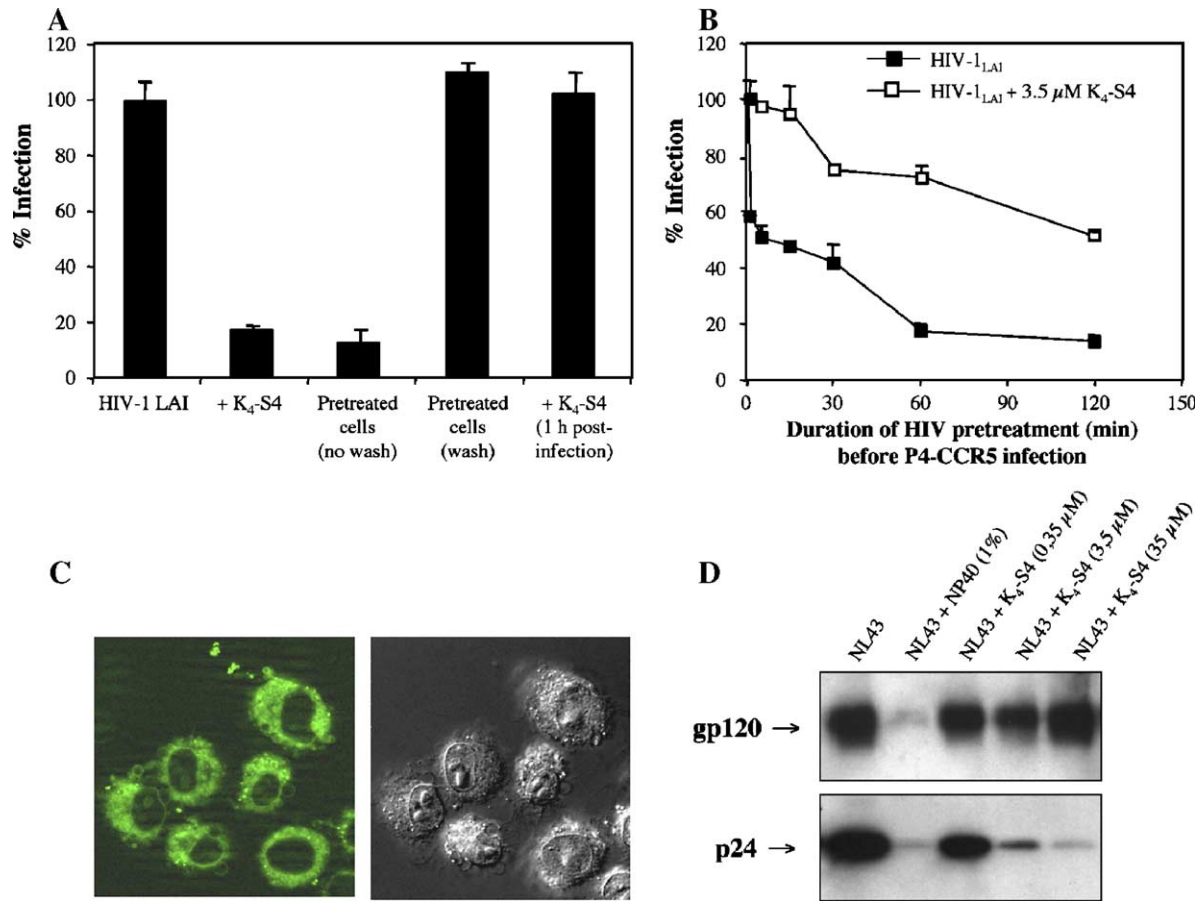 A
120
100
80
60
40
20
0
% Infection
HIV-1 LAI
+ K₄-S4
Pretreated
cells
(no wash)
Pretreated
cells
(wash)
+ K₄-S4
(1 h post-
infection)
B
HIV-1LAI
HIV-1LAI + 3.5 µM K₄-S4
120
100
80
60
40
20
0
% Infection
0
30
60
90
120
150
Duration of HIV pretreatment (min)
before P4-CCR5 infection
C
D
NL43
NL43 + NP40 (1%)
NL43 + K₄-S4 (0,35 µM)
NL43 + K₄-S4 (3,5 µM)
NL43 + K₄-S4 (35 µM)
gp120 →
p24 →